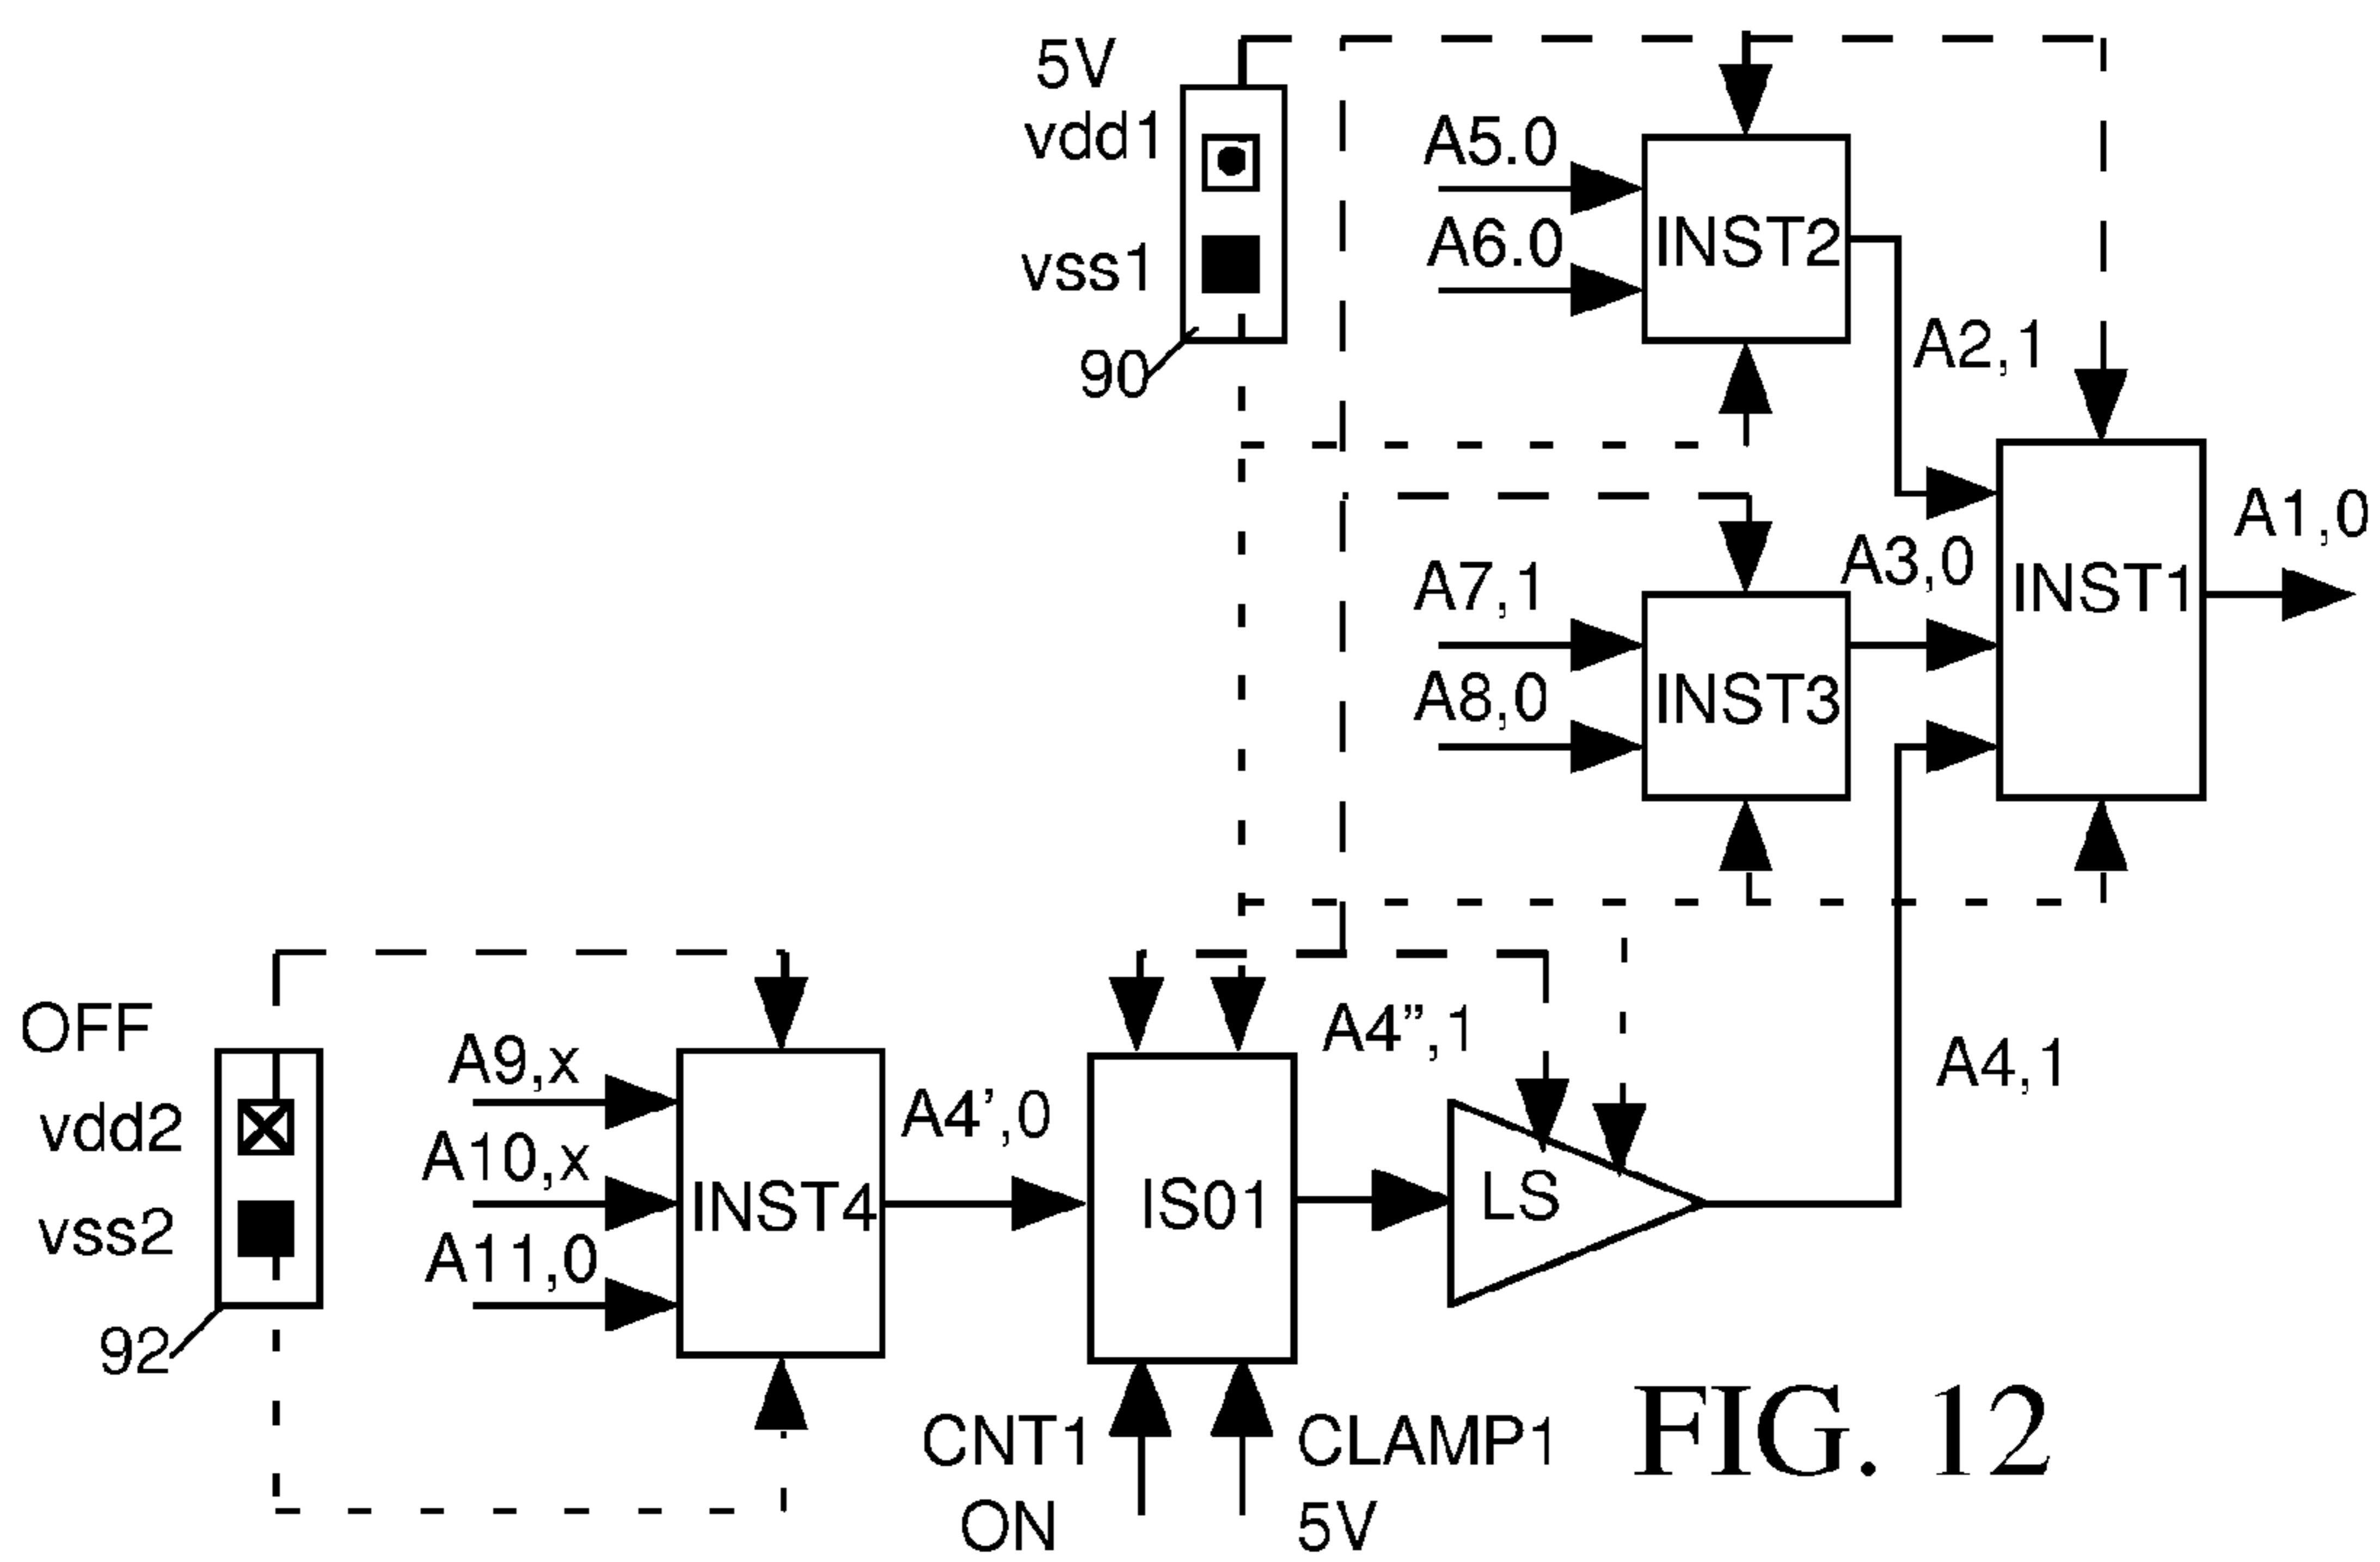 5V
vdd1
vss1
90
A5.0
A6.0
INST2
A2,1
A7,1
A8,0
INST3
A3,0
INST1
A1,0
OFF
vdd2
vss2
92
A9,x
A10,x
A11,0
INST4
A4',0
IS01
A4”,1
LS
A4,1
CNT1
ON
CLAMP1
5V
FIG. 12